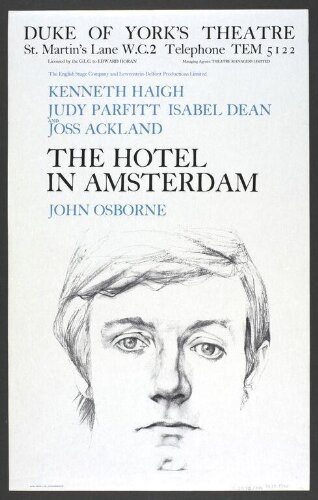 DUKE OF YORK'S THEATRE
St. Martin's Lane W.C.2 Telephone TEM 5122
Licensed by the G.L.C. to EDWARD HORAN Managing Agents: THEATRE MANAGERS LIMITED
The English Stage Company and Lewenstein-Delfont Productions Limited
KENNETH HAIGH
JUDY PARFITT ISABEL DEAN
AND
JOSS ACKLAND
THE HOTEL
IN AMSTERDAM
JOHN OSBORNE